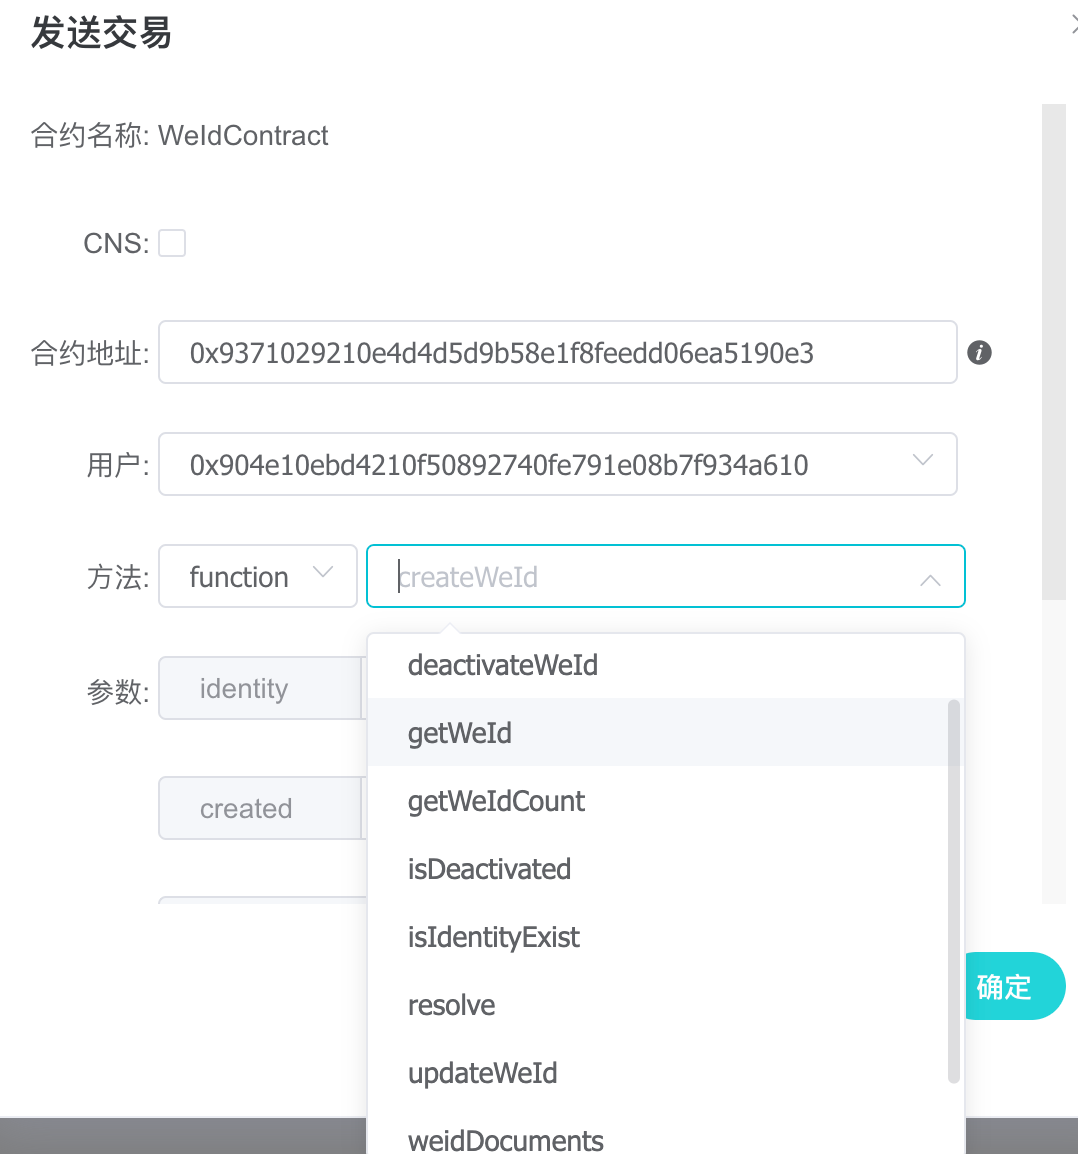 发送交易
合约名称: WeIdContract
CNS:
合约地址: 0x9371029210e4d4d5d9b58e1f8feedd06ea5190e3
用户: 0x904e10ebd4210f50892740fe791e08b7f934a610
方法: function createWeId
deactivateWeId
参数: identity
getWeId
getWeIdCount
created
isDeactivated
isIdentityExist
确定
resolve
updateWeId
weidDocuments